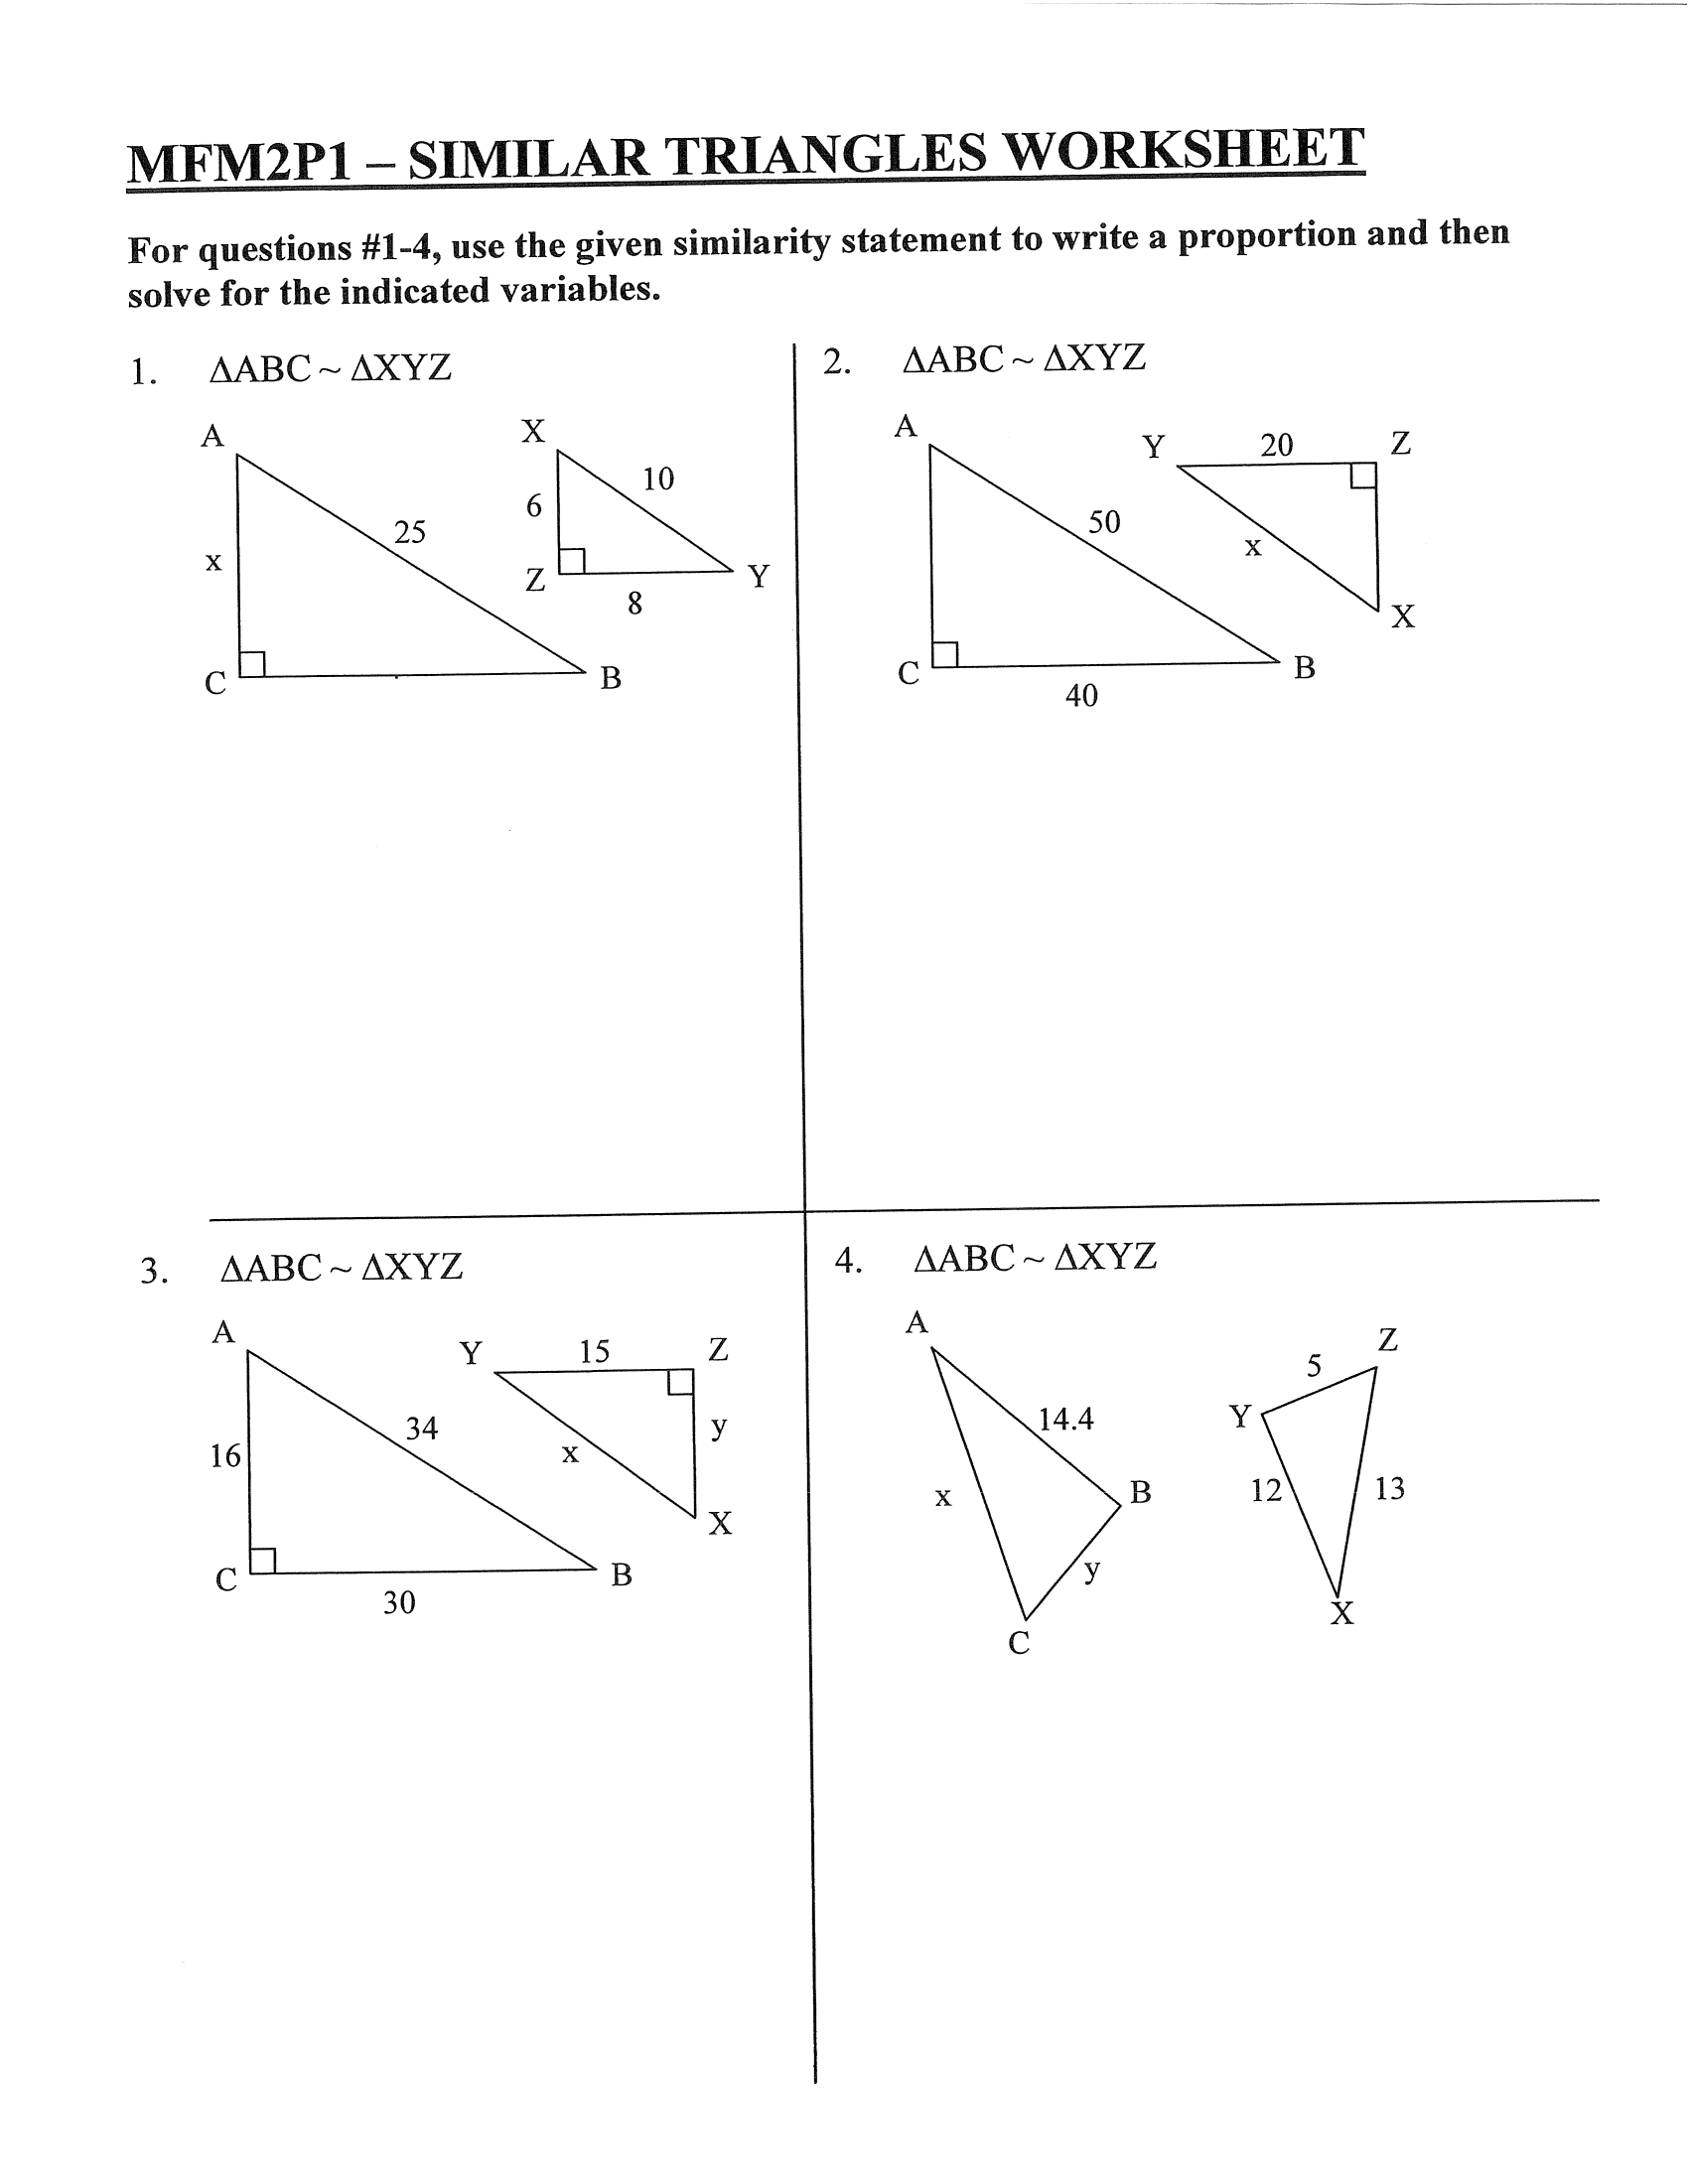 MFM2P1 – SIMILAR TRIANGLES WORKSHEET
For questions #1-4, use the given similarity statement to write a proportion and then
solve for the indicated variables.
1. ΔABC ~ ΔXYZ
A
X
10
6
25
x
Z
Y
8
C
B
2. ΔABC ~ ΔXYZ
A
Y
20
Z
50
x
X
C
B
40
3. ΔABC ~ ΔXYZ
A
Y
15
Z
34
y
16
x
X
C
B
30
4. ΔABC ~ ΔXYZ
A
Z
5
14.4
Y
x
B
12
13
y
X
C